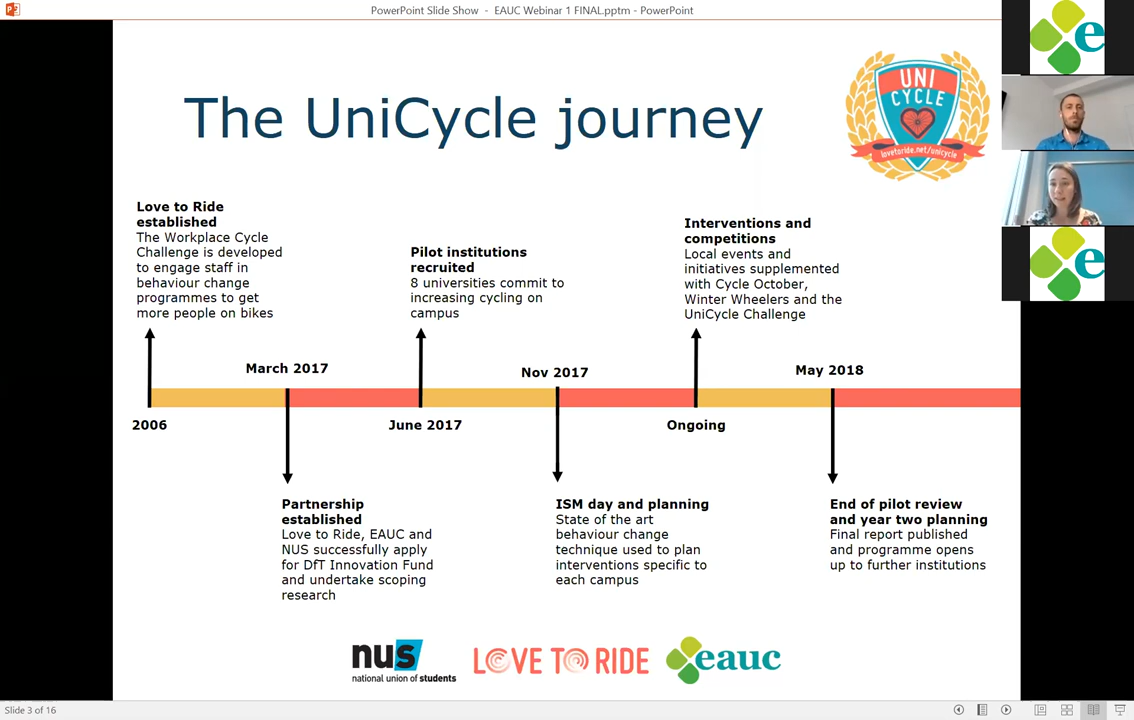 PowerPoint Slide Show - EAUC Webinar 1 FINAL.pptm - PowerPoint
e
e
The UniCycle journey
UNI
CYCLE
lovetoride.net/unicycle
Love to Ride
established
The Workplace Cycle
Challenge is developed
to engage staff in
behaviour change
programmes to get
more people on bikes
Pilot institutions
recruited
8 universities commit to
increasing cycling on
campus
Interventions and
competitions
Local events and
initiatives supplemented
with Cycle October,
Winter Wheelers and the
UniCycle Challenge
March 2017
Nov 2017
May 2018
2006
June 2017
Ongoing
Partnership
established
Love to Ride, EAUC and
NUS successfully apply
for DfT Innovation Fund
and undertake scoping
research
ISM day and planning
State of the art
behaviour change
technique used to plan
interventions specific to
each campus
End of pilot review
and year two planning
Final report published
and programme opens
up to further institutions
nus
national union of students
LOVE TO RIDE
eauc
Slide 3 of 16